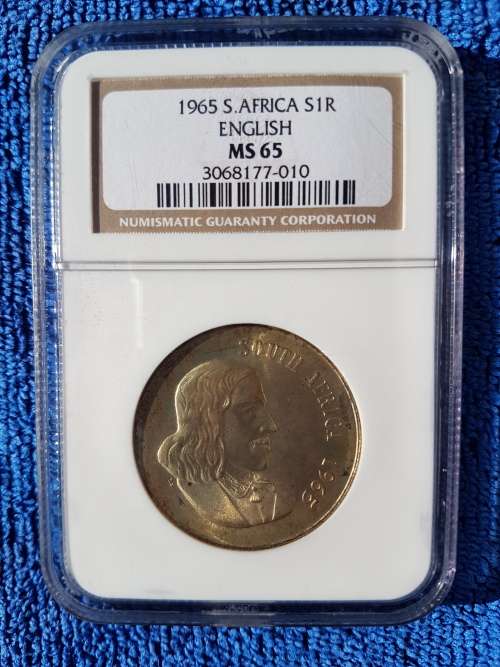 1965 S.AFRICA S1R
ENGLISH
MS 65
3068177-010
NUMISMATIC GUARANTY CORPORATION
SOUTH AFRICA 1965